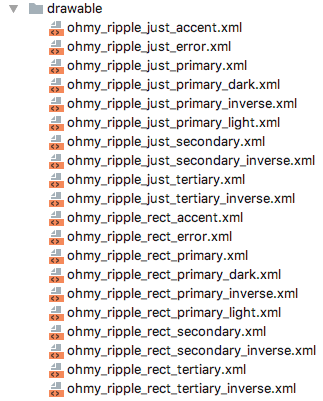 drawable
ohmy_ripple_just_accent.xml
ohmy_ripple_just_error.xml
ohmy_ripple_just_primary.xml
ohmy_ripple_just_primary_dark.xml
ohmy_ripple_just_primary_inverse.xml
ohmy_ripple_just_primary_light.xml
ohmy_ripple_just_secondary.xml
ohmy_ripple_just_secondary_inverse.xml
ohmy_ripple_just_tertiary.xml
ohmy_ripple_just_tertiary_inverse.xml
ohmy_ripple_rect_accent.xml
ohmy_ripple_rect_error.xml
ohmy_ripple_rect_primary.xml
ohmy_ripple_rect_primary_dark.xml
ohmy_ripple_rect_primary_inverse.xml
ohmy_ripple_rect_primary_light.xml
ohmy_ripple_rect_secondary.xml
ohmy_ripple_rect_secondary_inverse.xml
ohmy_ripple_rect_tertiary.xml
ohmy_ripple_rect_tertiary_inverse.xml